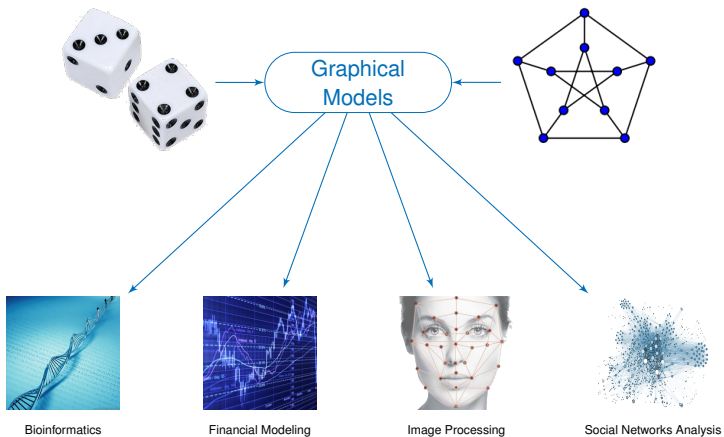 Graphical
Models
Bioinformatics
Financial Modeling
Image Processing
Social Networks Analysis